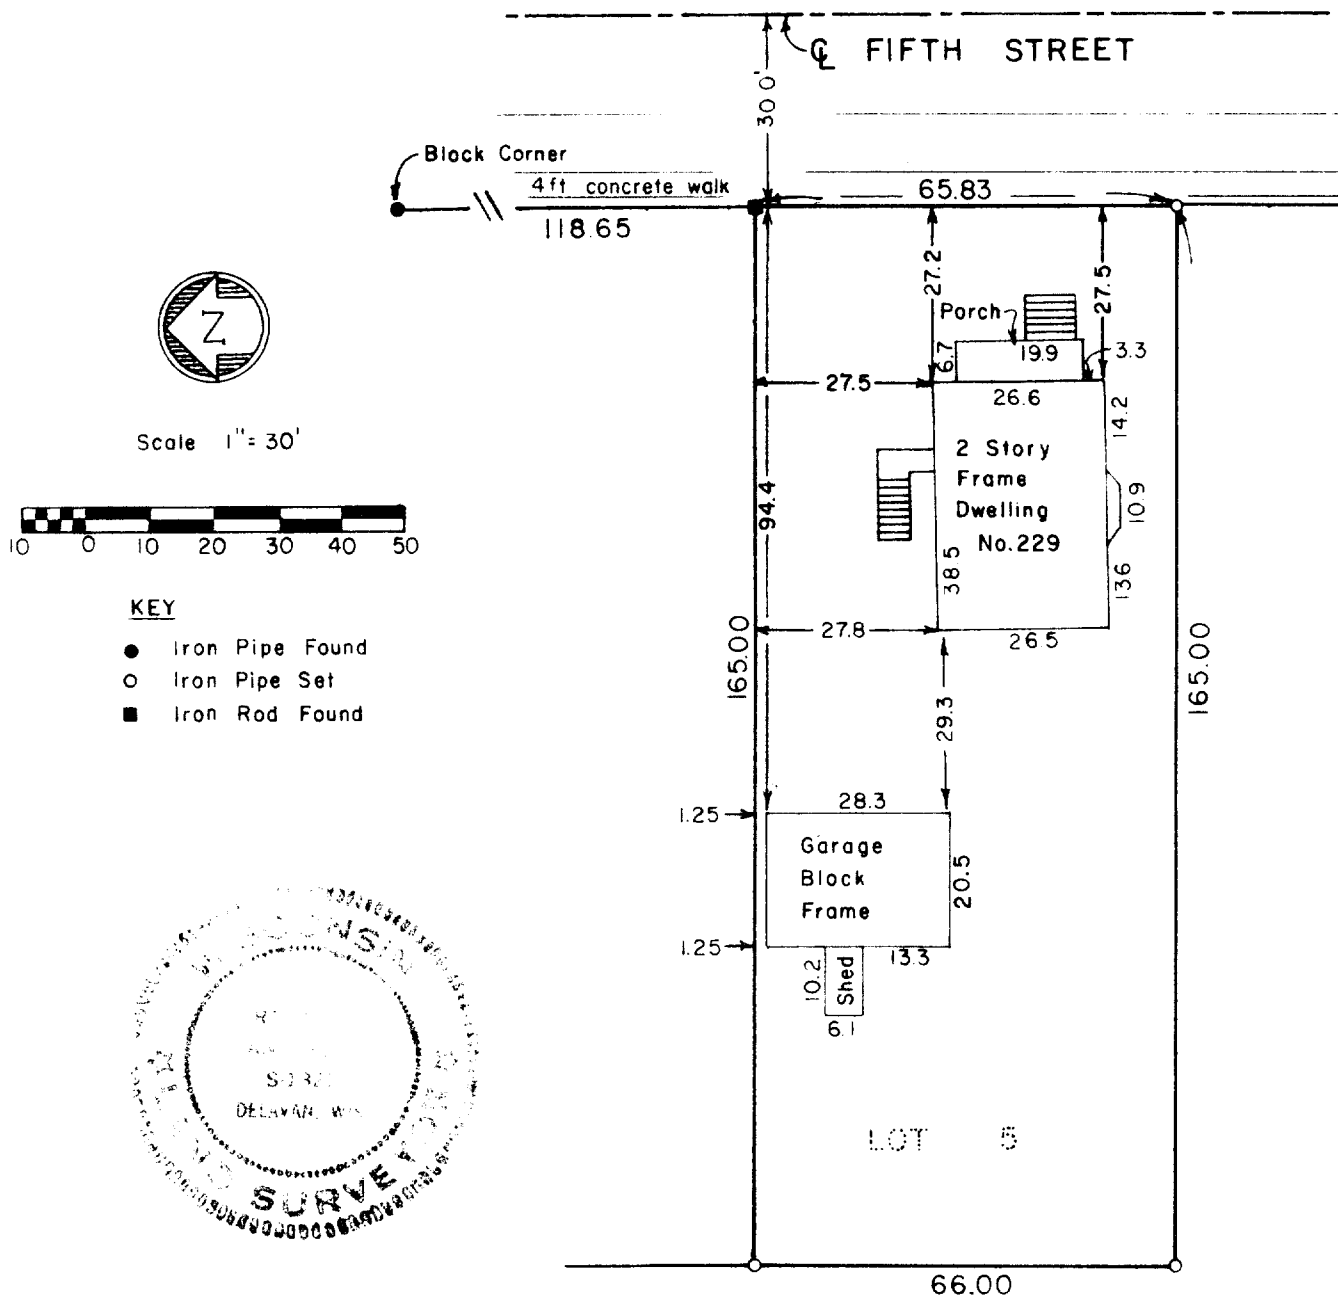 ℄ FIFTH STREET
30.0'
Block Corner
4ft concrete walk
65.83
118.65
27.2
27.5
Porch
6.7
19.9
3.3
27.5
26.6
14.2
Z
Scale 1"= 30'
2 Story
Frame
Dwelling
No.229
94.4
10.9
38.5
13.6
10 0 10 20 30 40 50
KEY
Iron Pipe Found
Iron Pipe Set
Iron Rod Found
27.8
26.5
165.00
165.00
29.3
1.25
28.3
Garage
Block
Frame
20.5
1.25
13.3
10.2
Shed
6.1
WISCONSIN
DELAVAN, WIS
LAND SURVEYOR
LOT 5
66.00